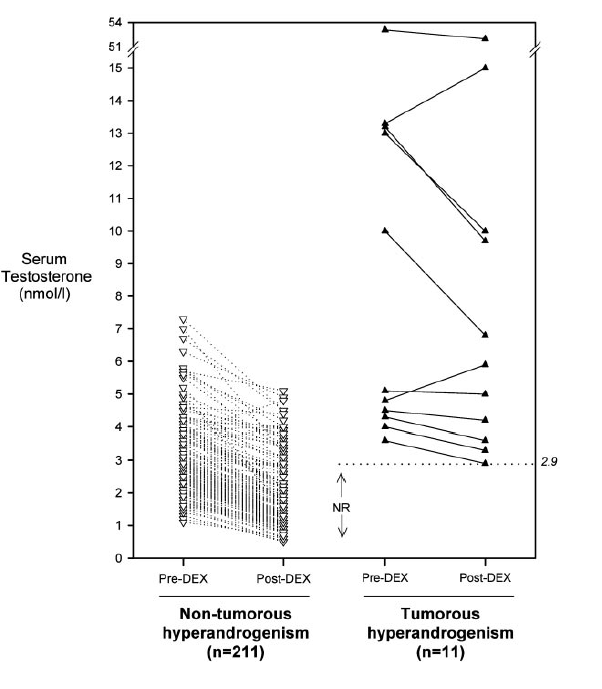 54
51
15
14
13
12
11
10
9
8
7
6
5
4
3
2
1
0
Serum
Testosterone
(nmol/l)
2.9
NR
Pre-DEX Post-DEX Pre-DEX Post-DEX
Non-tumorous
hyperandrogenism
(n=211)
Tumorous
hyperandrogenism
(n=11)